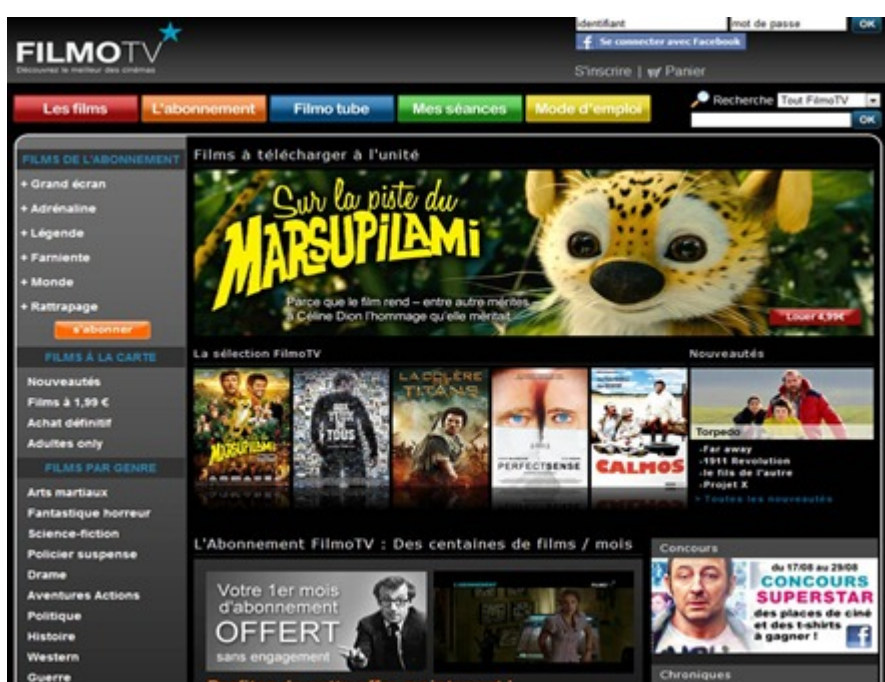 identifiant
mot de passe
OK
Se connecter avec Facebook
S'inscrire | Panier
FILMOTV
Découvrez le meilleur des cinémas
Les films
L'abonnement
Filmo tube
Mes séances
Mode d'emploi
Recherche
Tout FilmoTV
OK
FILMS DE L'ABONNEMENT
+ Grand écran
+ Adrénaline
+ Légende
+ Farniente
+ Monde
+ Rattrapage
s'abonner
FILMS À LA CARTE
Nouveautés
Films à 1,99 €
Achat définitif
Adultes only
FILMS PAR GENRE
Arts martiaux
Fantastique horreur
Science-fiction
Policier suspense
Drame
Aventures Actions
Politique
Histoire
Western
Guerre
Films à télécharger à l'unité
Sur la piste du
MARSUPILAMI
Parce que le film rend – entre autre mérites –
à Céline Dion l'hommage qu'elle méritait.
Louer 4,99€
La sélection FilmoTV
MARSUPILAMI
AUX
YEUX
DE
TOUS
LA COLÈRE
DES
TITANS
PERFECTSENSE
CALMOS
Nouveautés
Torpedo
-Far away
-1911 Revolution
-le fils de l'autre
-Projet X
> Toutes les nouveautés
L'Abonnement FilmoTV : Des centaines de films / mois
Votre 1er mois
d'abonnement
OFFERT
sans engagement
L'ABONNEMENT
FILMOTV
Concours
du 17/08 au 29/08
CONCOURS
SUPERSTAR
des places de ciné
et des t-shirts
à gagner !
Chroniques